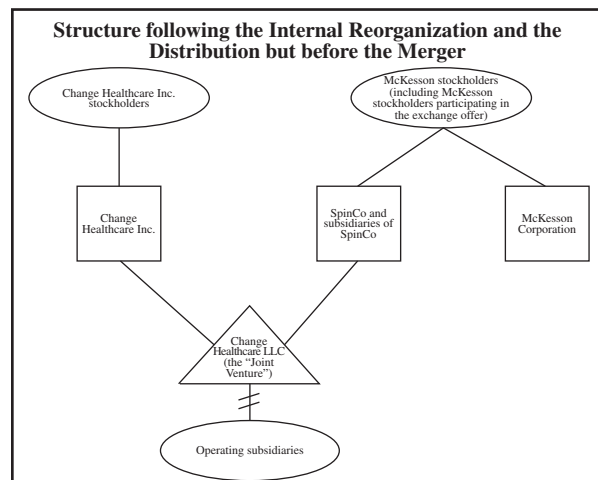 Structure following the Internal Reorganization and the
Distribution but before the Merger
Change Healthcare Inc.
stockholders
McKesson stockholders
(including McKesson
stockholders participating in
the exchange offer)
Change
Healthcare Inc.
SpinCo and
subsidiaries of
SpinCo
McKesson
Corporation
Change
Healthcare LLC
(the “Joint
Venture”)
Operating subsidiaries